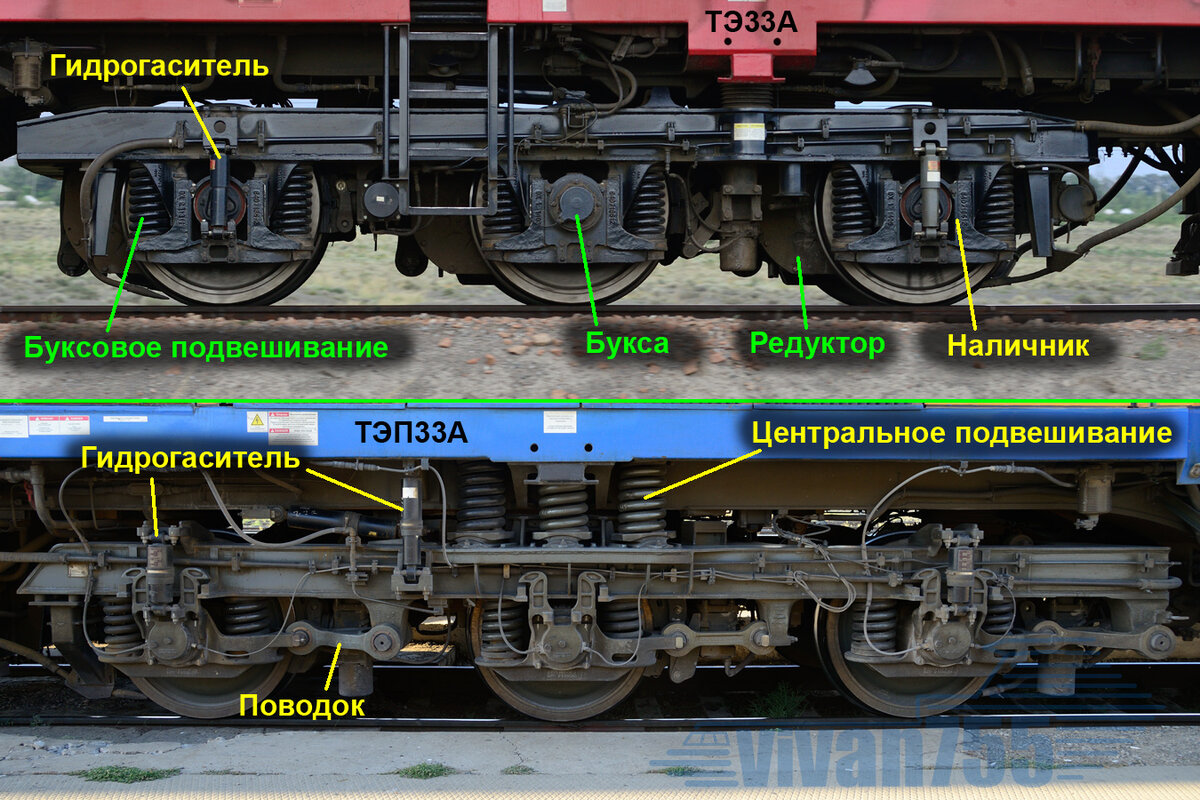 ТЭ33А
Гидрогаситель
Буксовое подвешивание
Букса
Редуктор
Наличник
ТЭП33А
Центральное подвешивание
Гидрогаситель
Поводок
Vivan755